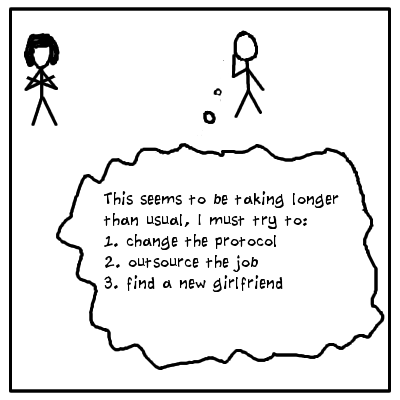 This seems to be taking longer
than usual, I must try to:
1. change the protocol
2. outsource the job
3. find a new girlfriend